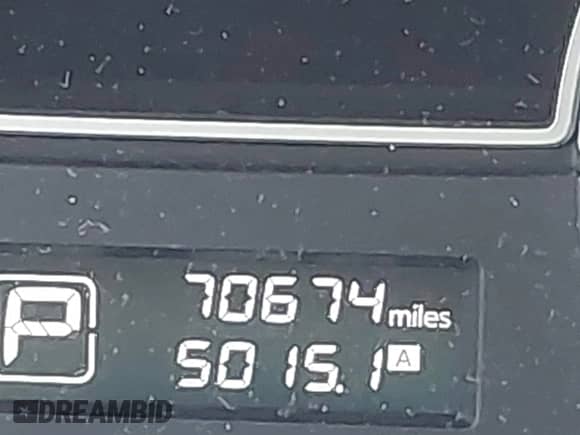 70674 miles
P
5015.1 A
DREAMBID